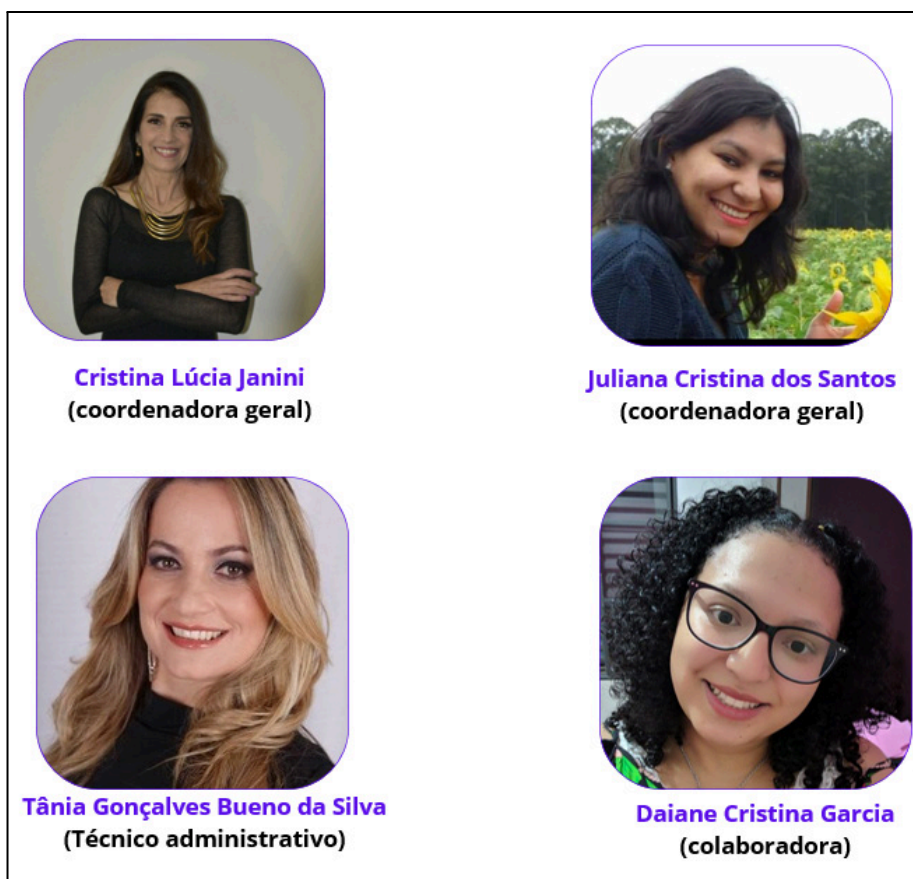 Cristina Lúcia Janini
(coordenadora geral)
Juliana Cristina dos Santos
(coordenadora geral)
Tânia Gonçalves Bueno da Silva
(Técnico administrativo)
Daiane Cristina Garcia
(colaboradora)